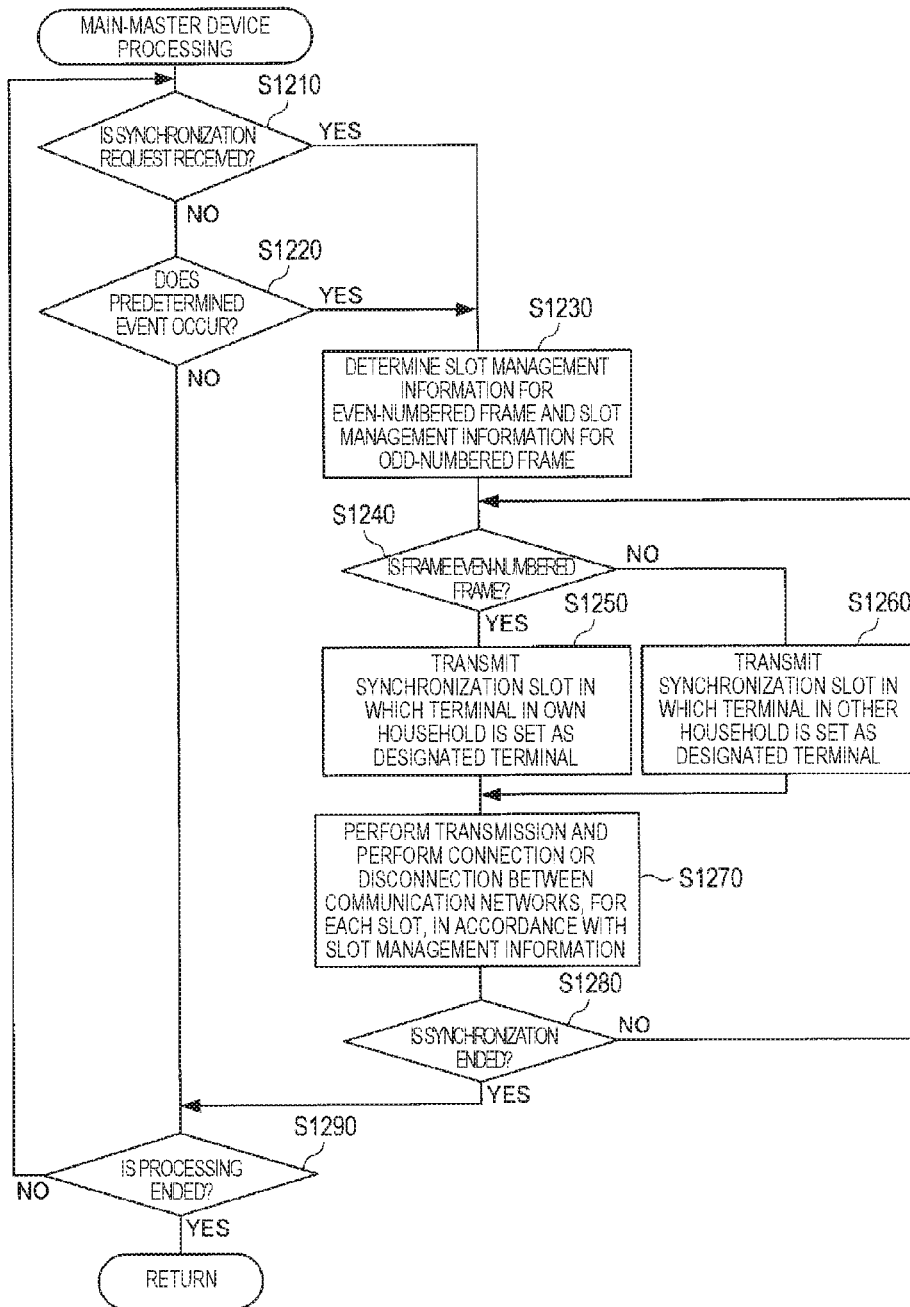 MAIN-MASTER DEVICE
PROCESSING
S1210
IS SYNCHRONIZATION
REQUEST RECEIVED?
YES
NO
S1220
DOES
PREDETERMINED
EVENT OCCUR?
YES
NO
S1230
DETERMINE SLOT MANAGEMENT
INFORMATION FOR
EVEN-NUMBERED FRAME AND SLOT
MANAGEMENT INFORMATION FOR
ODD-NUMBERED FRAME
S1240
IS FRAME EVEN-NUMBERED
FRAME?
NO
YES
S1250
TRANSMIT
SYNCHRONIZATION SLOT IN
WHICH TERMINAL IN OWN
HOUSEHOLD IS SET AS
DESIGNATED TERMINAL
S1260
TRANSMIT
SYNCHRONIZATION SLOT IN
WHICH TERMINAL IN OTHER
HOUSEHOLD IS SET AS
DESIGNATED TERMINAL
PERFORM TRANSMISSION AND
PERFORM CONNECTION OR
DISCONNECTION BETWEEN
COMMUNICATION NETWORKS, FOR
EACH SLOT, IN ACCORDANCE WITH
SLOT MANAGEMENT INFORMATION
S1270
S1280
IS SYNCHRONIZATION
ENDED?
NO
YES
S1290
IS PROCESSING
ENDED?
NO
YES
RETURN